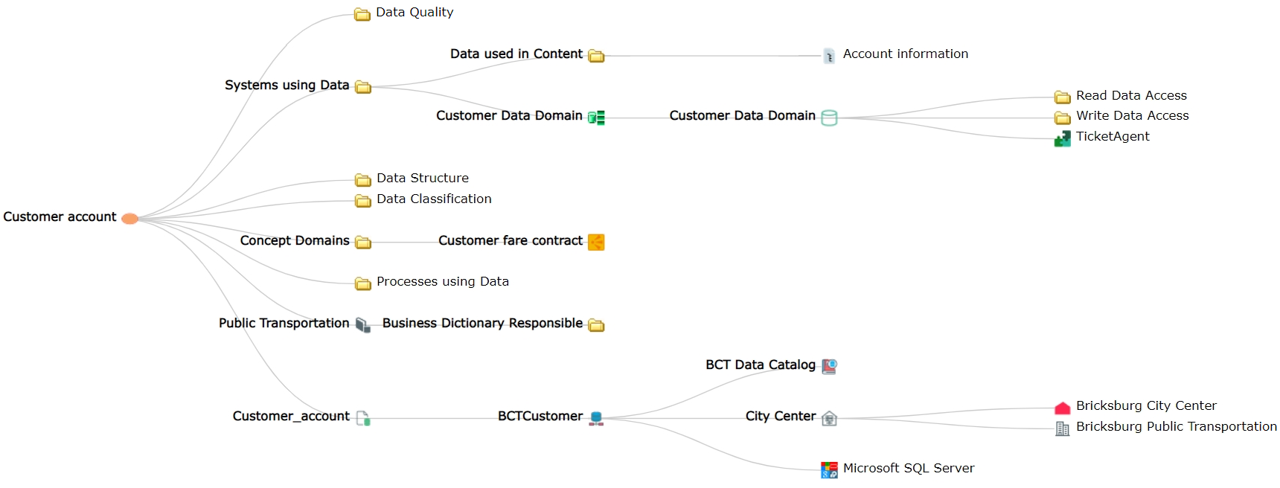 Data Quality
Data used in Content
Account information
Systems using Data
Read Data Access
Customer Data Domain
Customer Data Domain
Write Data Access
TicketAgent
Data Structure
Data Classification
Customer account
Concept Domains
Customer fare contract
Processes using Data
Public Transportation
Business Dictionary Responsible
BCT Data Catalog
Bricksburg City Center
Customer_account
BCTCustomer
City Center
Bricksburg Public Transportation
Microsoft SQL Server